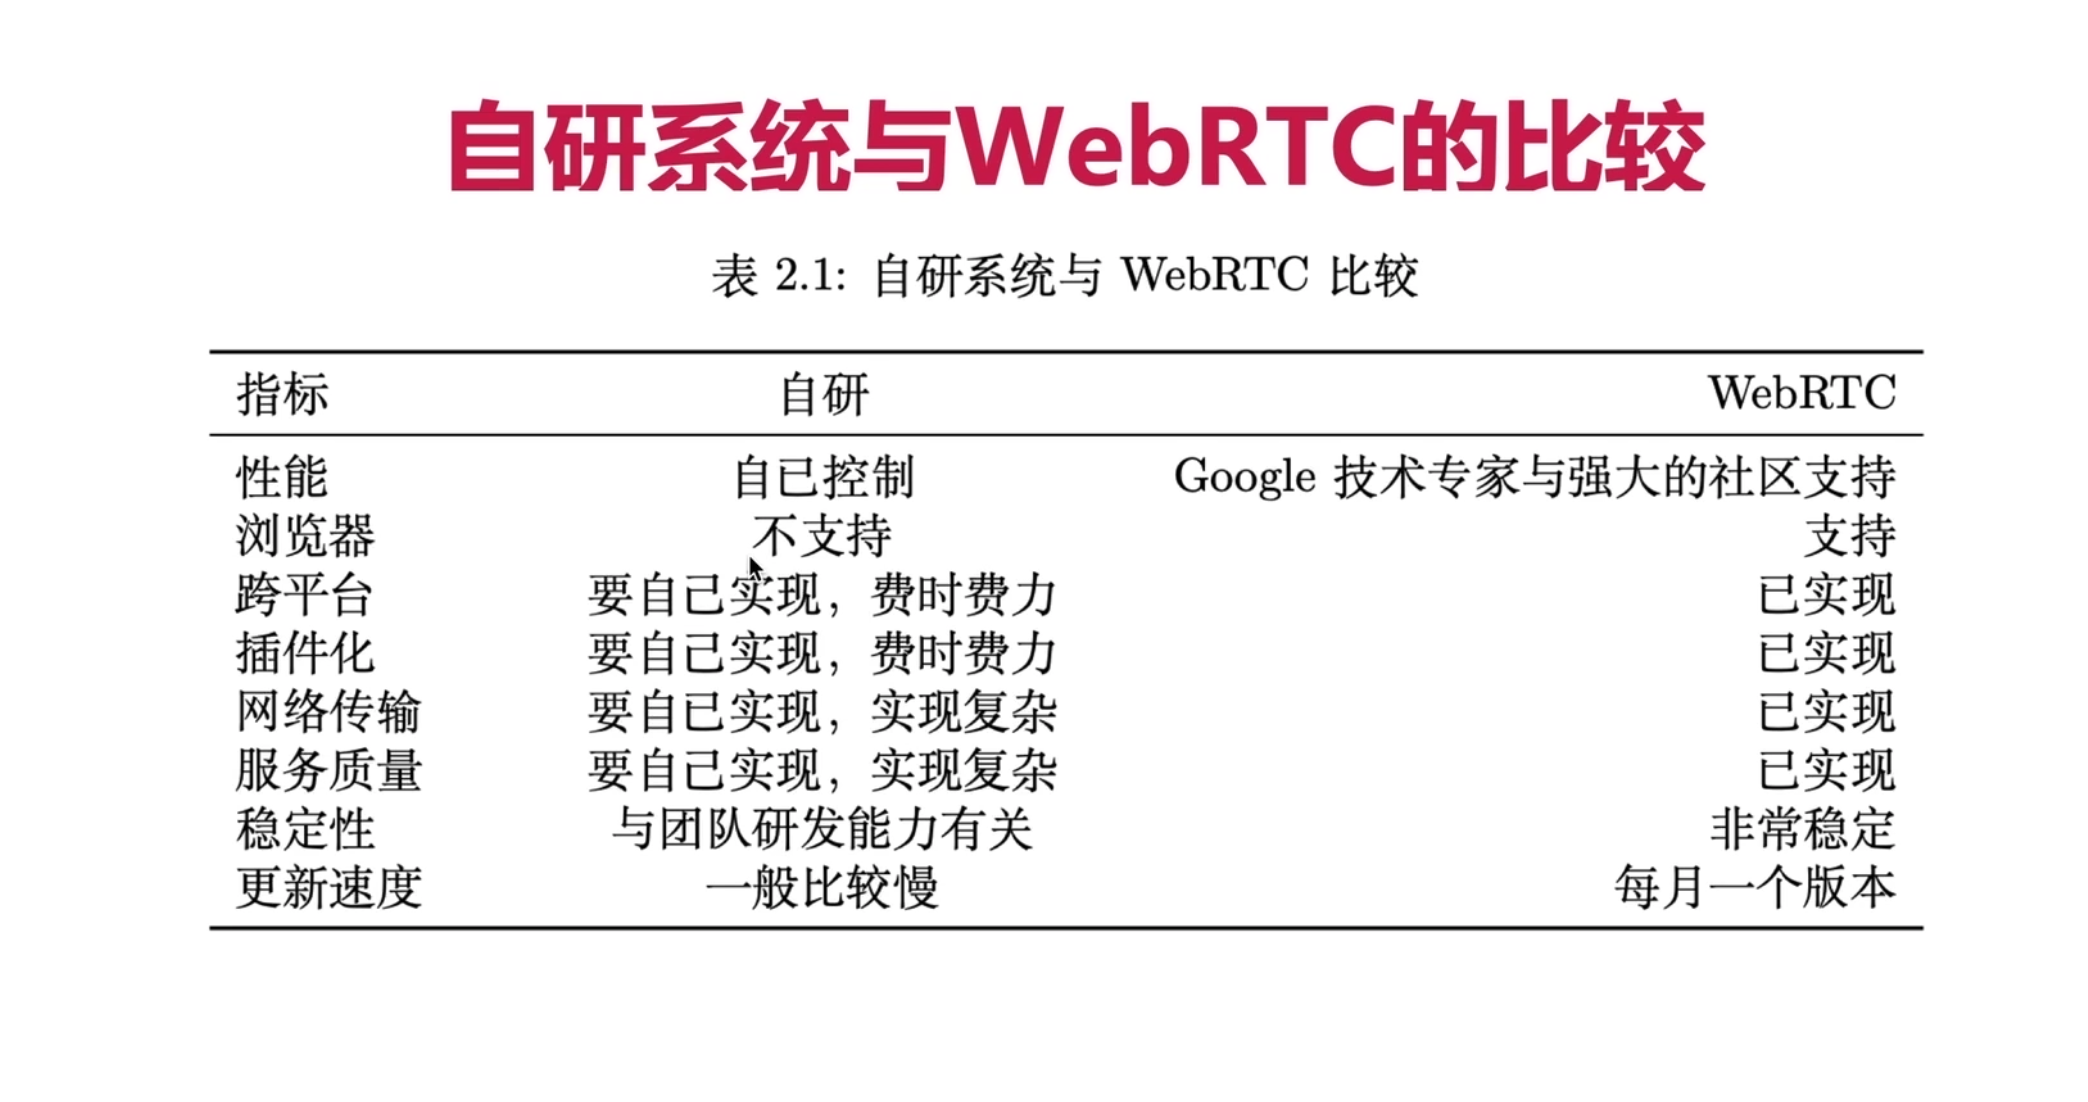 自研系统与WebRTC的比较
表 2.1: 自研系统与 WebRTC 比较
指标 自研 WebRTC
性能 自已控制 Google 技术专家与强大的社区支持
浏览器 不支持 支持
跨平台 要自己实现，费时费力 已实现
插件化 要自己实现，费时费力 已实现
网络传输 要自已实现，实现复杂 已实现
服务质量 要自己实现，实现复杂 已实现
稳定性 与团队研发能力有关 非常稳定
更新速度 一般比较慢 每月一个版本